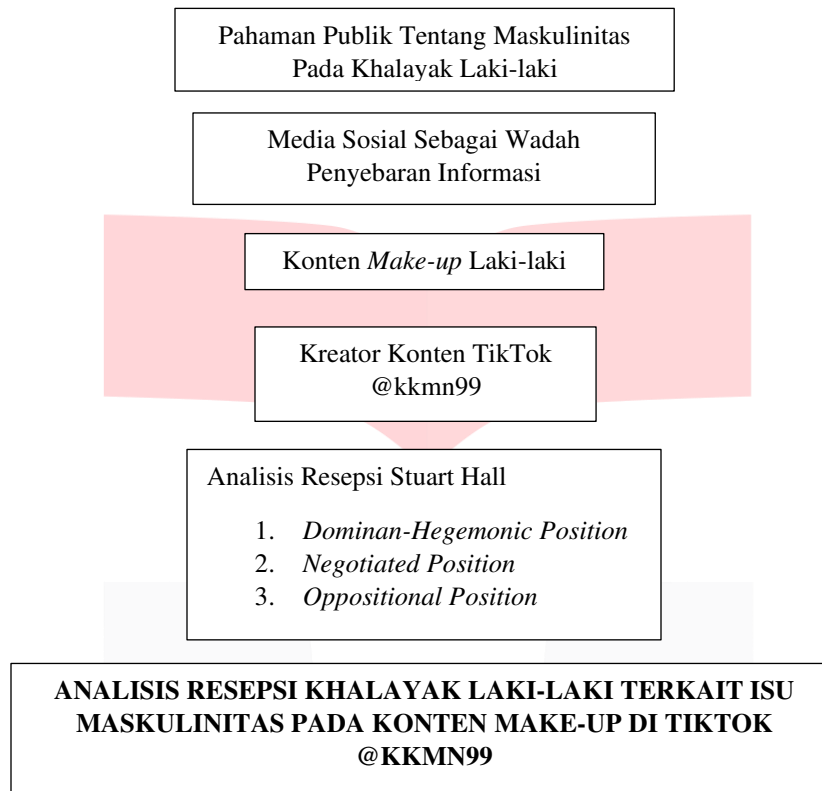 Pahaman Publik Tentang Maskulinitas
Pada Khalayak Laki-laki
Media Sosial Sebagai Wadah
Penyebaran Informasi
Konten Make-up Laki-laki
Kreator Konten TikTok
@kkmn99
Analisis Resepsi Stuart Hall
1. Dominan-Hegemonic Position
2. Negotiated Position
3. Oppositional Position
ANALISIS RESEPSI KHALAYAK LAKI-LAKI TERKAIT ISU
MASKULINITAS PADA KONTEN MAKE-UP DI TIKTOK
@KKMN99